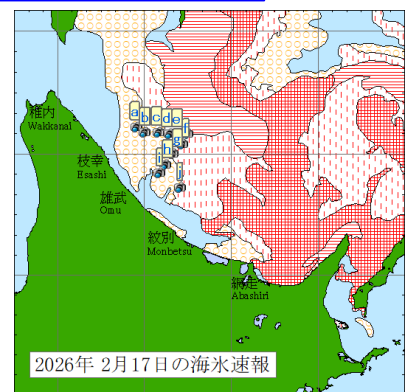 稚内
Wakkanai
a b c d e
f
g
h
i
j
枝幸
Esashi
雄武
Omu
紋別
Monbetsu
網走
Abashiri
2026年 2月17日の海氷速報